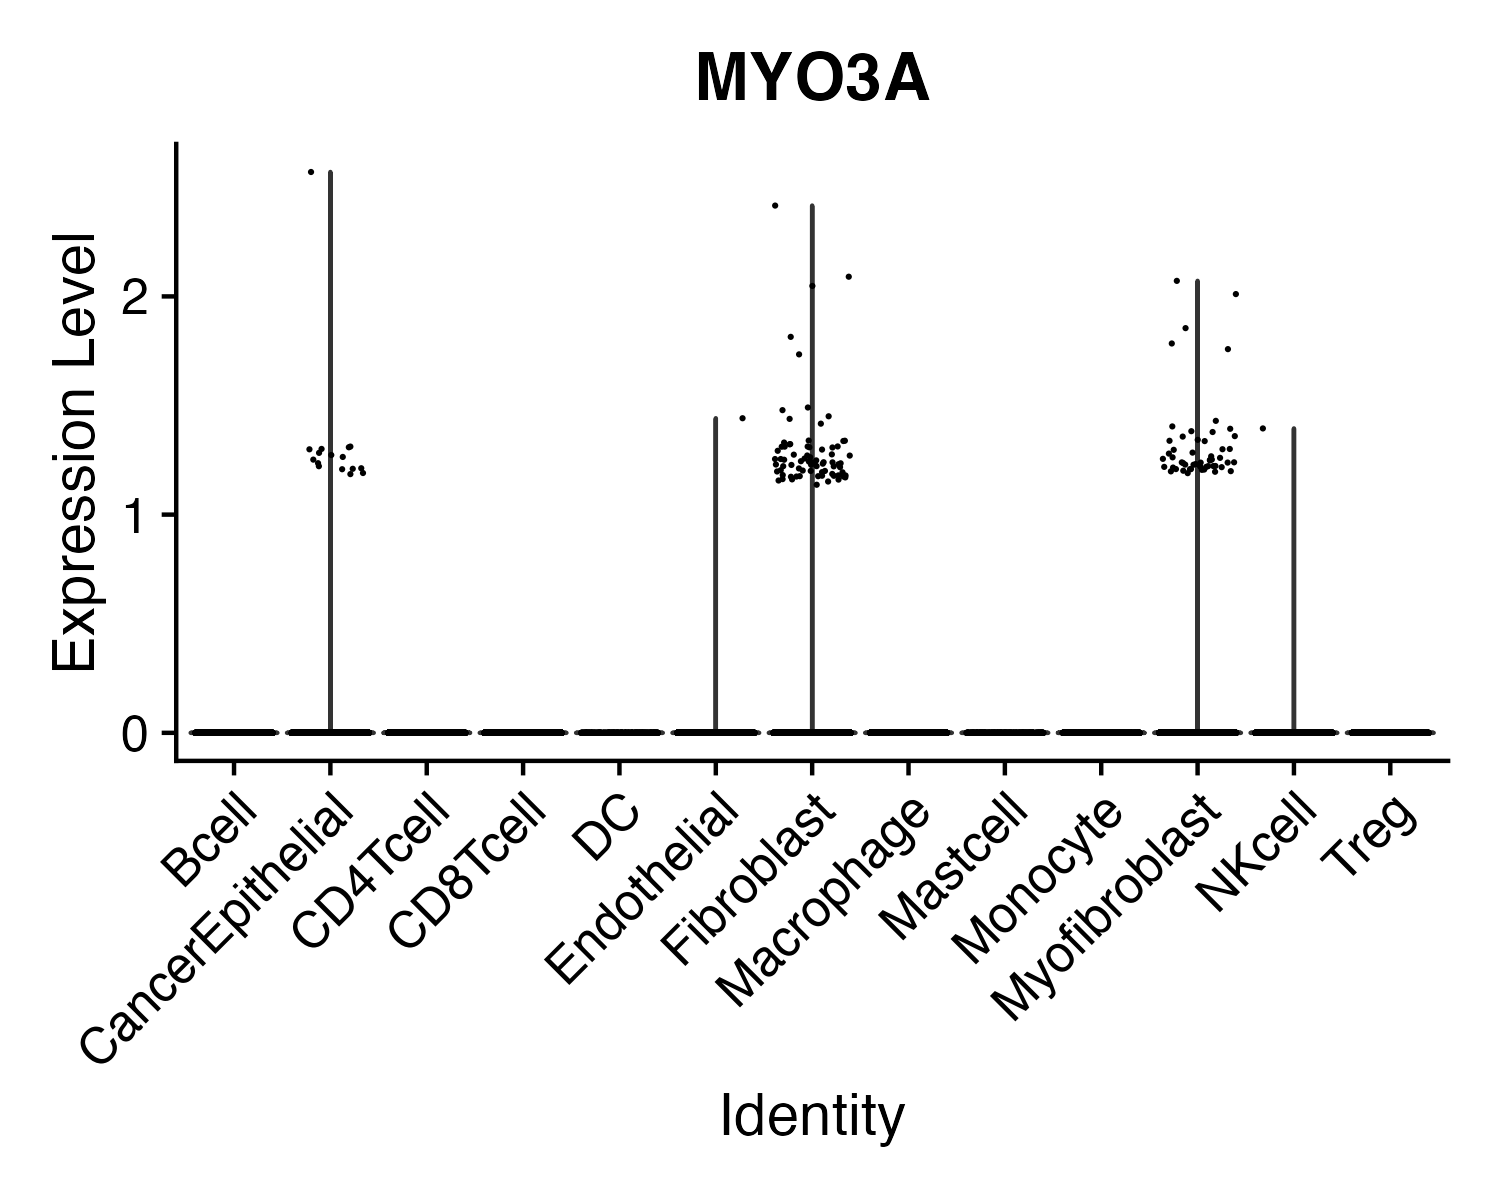 MYO3A
Expression Level
2
1
0
Bcell
CancerEpithelial
CD4Tcell
CD8Tcell
DC
Endothelial
Fibroblast
Macrophage
Mastcell
Monocyte
Myofibroblast
NKcell
Treg
Identity